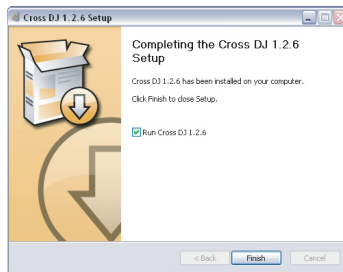 Cross DJ 1.2.6 Setup
Completing the Cross DJ 1.2.6
Setup
Cross DJ 1.2.6 has been installed on your computer.
Click Finish to close Setup.
Run Cross DJ 1.2.6
< Back
Finish
Cancel